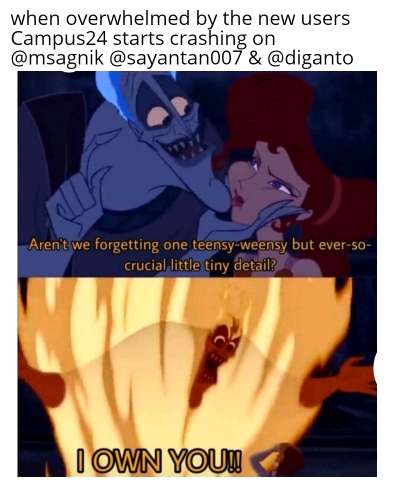 when overwhelmed by the new users
Campus24 starts crashing on
@msagnik @sayantan007 & @diganto
Aren't we forgetting one teensy-weensy but ever-so-
crucial little tiny detail?
I OWN YOU!!